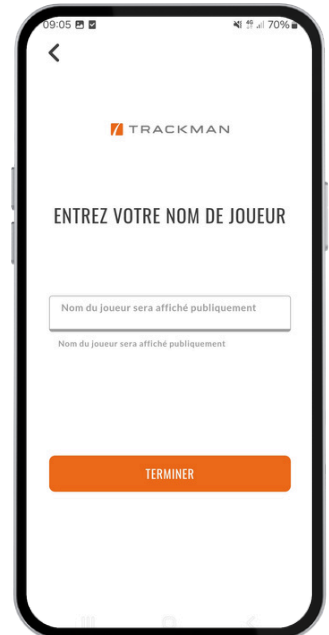 09:05 70%
TRACKMAN
ENTREZ VOTRE NOM DE JOUEUR
Nom du joueur sera affiché publiquement
Nom du joueur sera affiché publiquement
TERMINER